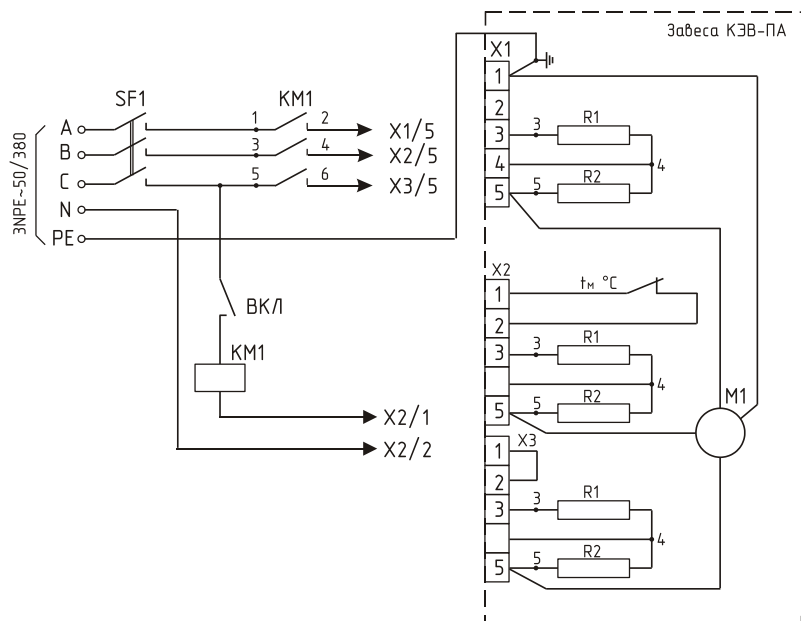 Завеса КЭВ-ПА
X1
1
2
3
4
5
3
R1
4
5
R2
SF1
KM1
3NPE~50/380
A
1
2
X1/5
B
3
4
X2/5
C
5
6
X3/5
N
PE
ВКЛ
KM1
X2/1
X2/2
X2
1
2
3
5
tм °C
3
R1
4
5
R2
M1
X3
1
2
3
5
3
R1
4
5
R2